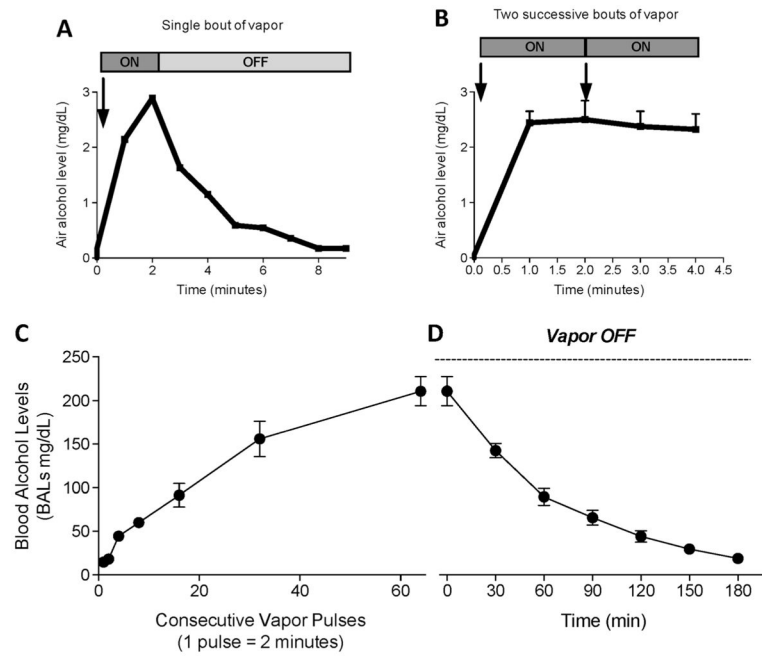 A
Single bout of vapor
ON
OFF
Air alcohol level (mg/dL)
3
2
1
0
0
2
4
6
8
Time (minutes)
B
Two successive bouts of vapor
ON
ON
Air alcohol level (mg/dL)
3
2
1
0
0.0
0.5
1.0
1.5
2.0
2.5
3.0
3.5
4.0
4.5
Time (minutes)
C
Blood Alcohol Levels
(BALs mg/dL)
250
200
150
100
50
0
0
20
40
60
Consecutive Vapor Pulses
(1 pulse = 2 minutes)
D
Vapor OFF
0
30
60
90
120
150
180
Time (min)